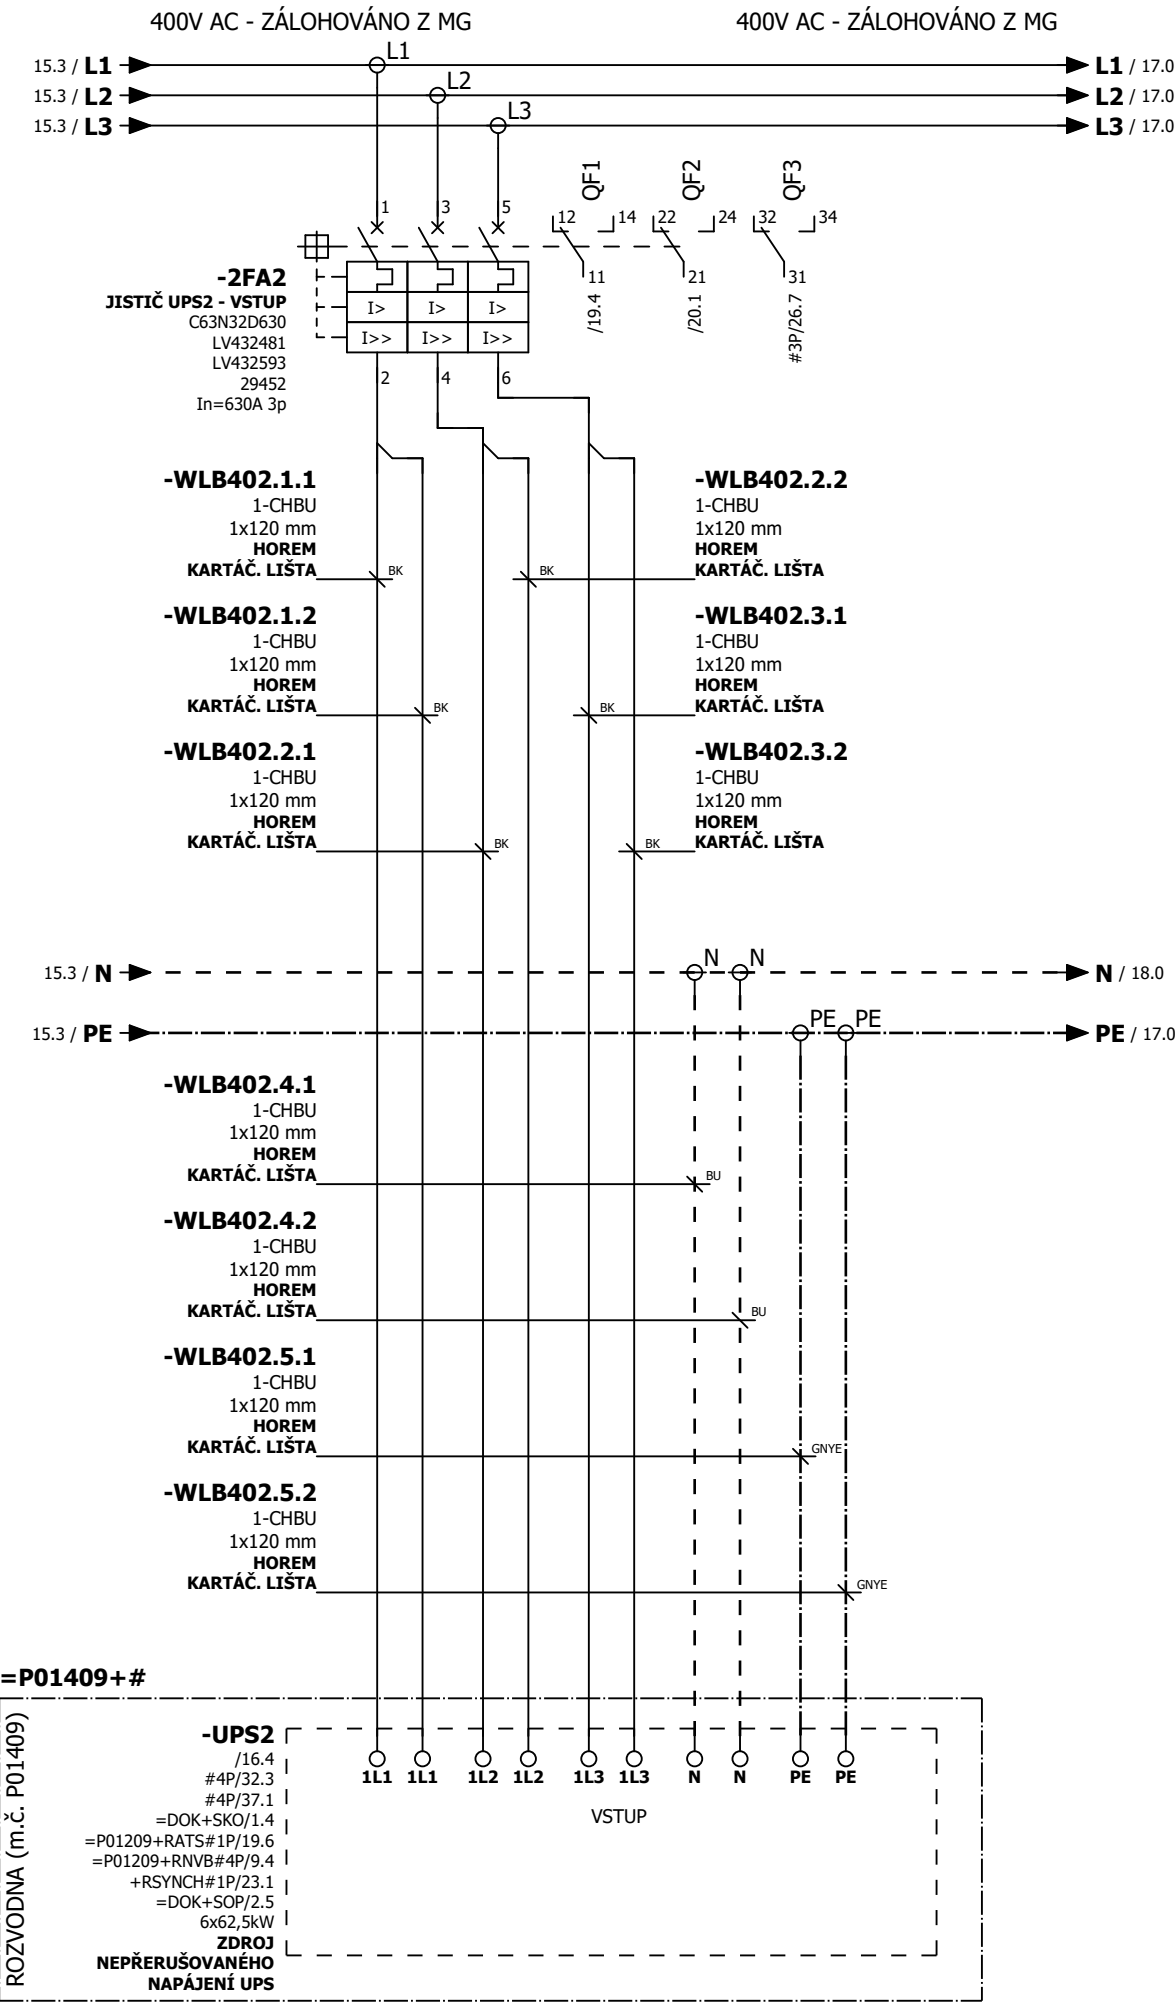 400V AC - ZÁLOHOVÁNO Z MG
400V AC - ZÁLOHOVÁNO Z MG
15.3 / L1
L1
L1 / 17.0
15.3 / L2
L2
L2 / 17.0
15.3 / L3
L3
L3 / 17.0
QF1
QF2
QF3
1
3
5
12
14
22
24
32
34
11
21
31
/19.4
/20.1
#3P/26.7
-2FA2
JISTIČ UPS2 - VSTUP
C63N32D630
LV432481
LV432593
29452
In=630A 3p
I>
I>
I>
I>>
I>>
I>>
2
4
6
-WLB402.1.1
1-CHBU
1x120 mm
HOREM
KARTÁČ. LIŠTA
BK
-WLB402.2.2
1-CHBU
1x120 mm
HOREM
KARTÁČ. LIŠTA
BK
-WLB402.1.2
1-CHBU
1x120 mm
HOREM
KARTÁČ. LIŠTA
BK
-WLB402.3.1
1-CHBU
1x120 mm
HOREM
KARTÁČ. LIŠTA
BK
-WLB402.2.1
1-CHBU
1x120 mm
HOREM
KARTÁČ. LIŠTA
BK
-WLB402.3.2
1-CHBU
1x120 mm
HOREM
KARTÁČ. LIŠTA
BK
15.3 / N
N
N
N / 18.0
15.3 / PE
PE
PE
PE / 17.0
-WLB402.4.1
1-CHBU
1x120 mm
HOREM
KARTÁČ. LIŠTA
BU
-WLB402.4.2
1-CHBU
1x120 mm
HOREM
KARTÁČ. LIŠTA
BU
-WLB402.5.1
1-CHBU
1x120 mm
HOREM
KARTÁČ. LIŠTA
GNYE
-WLB402.5.2
1-CHBU
1x120 mm
HOREM
KARTÁČ. LIŠTA
GNYE
=P01409+#
ROZVODNA (m.č. P01409)
-UPS2
/16.4
#4P/32.3
#4P/37.1
=DOK+SKO/1.4
=P01209+RATS#1P/19.6
=P01209+RNVB#4P/9.4
+RSYNCH#1P/23.1
=DOK+SOP/2.5
6x62,5kW
ZDROJ
NEPŘERUŠOVANÉHO
NAPÁJENÍ UPS
1L1 1L1 1L2 1L2 1L3 1L3 N N PE PE
VSTUP